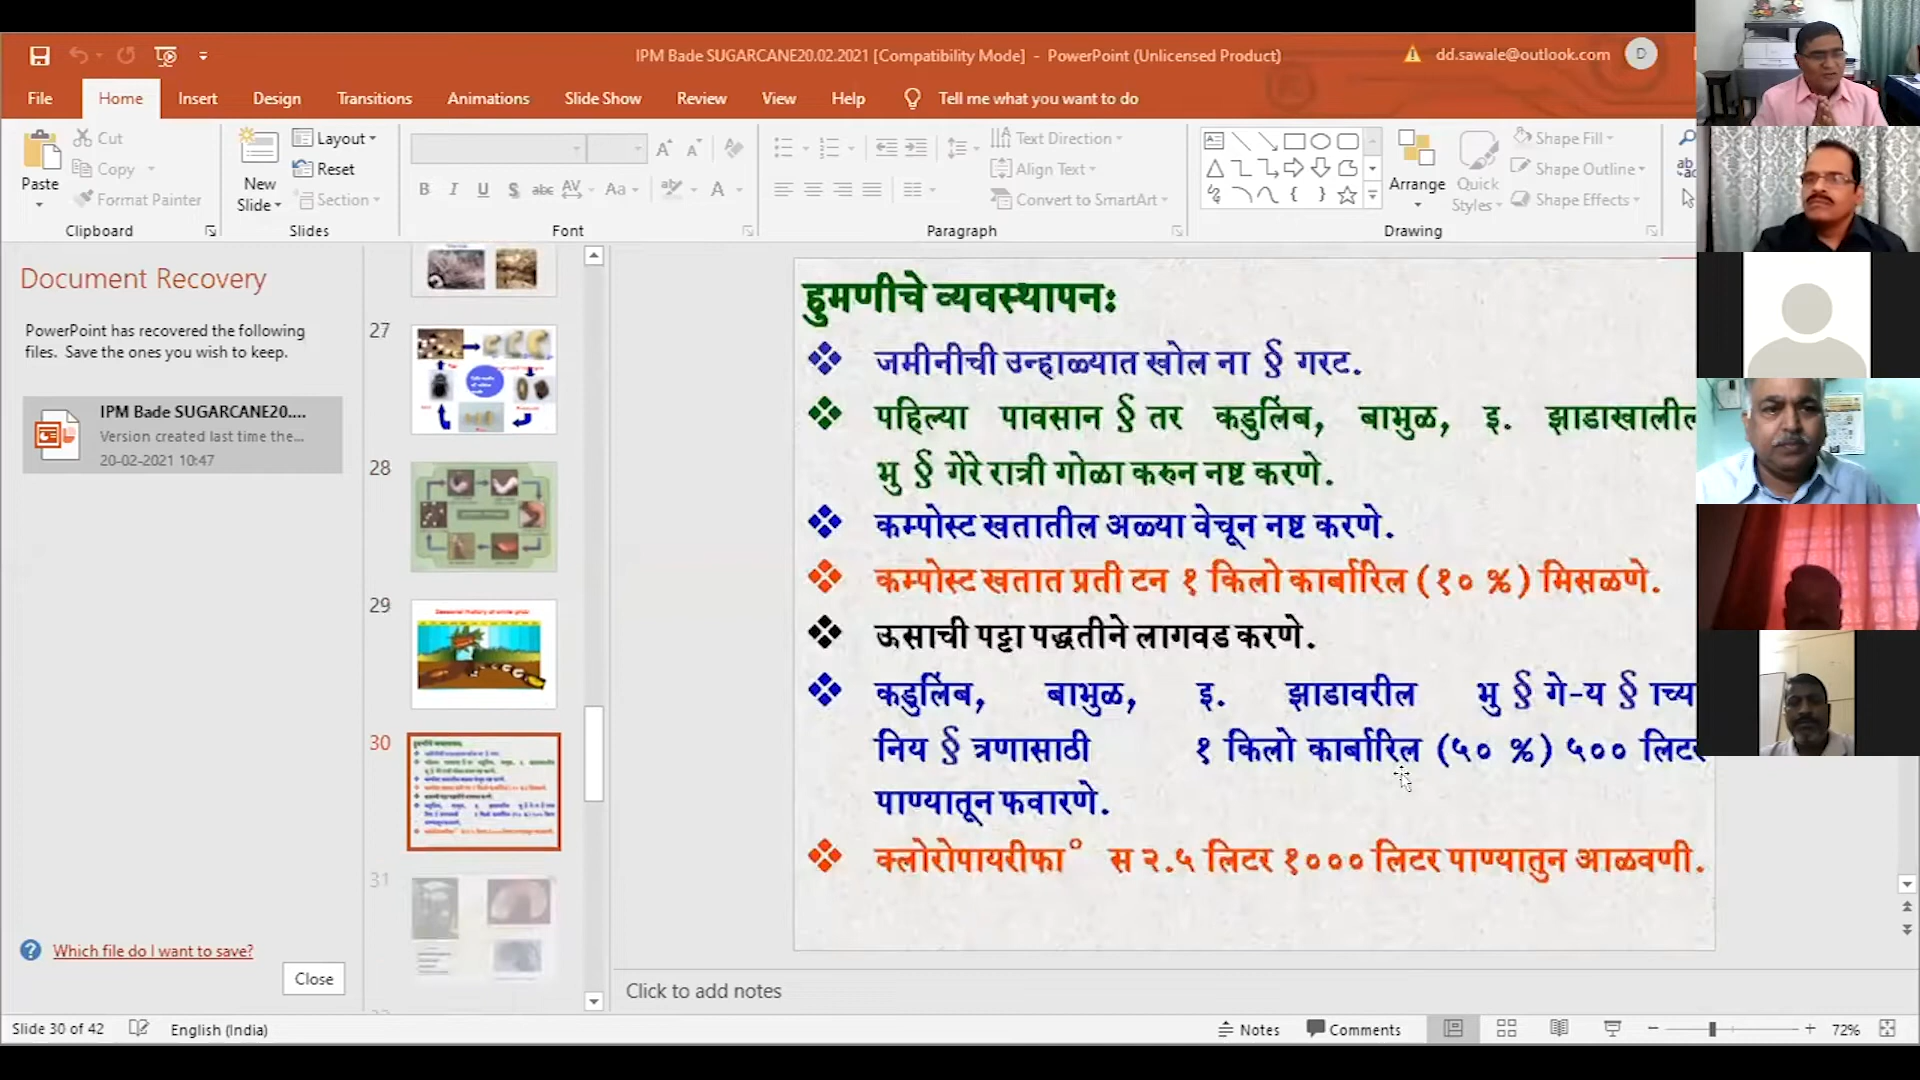 IPM Bade SUGARCANE20.02.2021 [Compatibility Mode] - PowerPoint (Unlicensed Product)
dd.sawale@outlook.com
D
File Home Insert Design Transitions Animations Slide Show Review View Help Tell me what you want to do
Paste
Cut
Copy
Format Painter
Clipboard
New Slide
Layout
Reset
Section
Slides
Font
Text Direction
Align Text
Convert to SmartArt
Paragraph
Arrange
Quick Styles
Shape Fill
Shape Outline
Shape Effects
Drawing
Document Recovery
PowerPoint has recovered the following
files. Save the ones you wish to keep.
IPM Bade SUGARCANE20....
Version created last time the...
20-02-2021 10:47
Which file do I want to save?
Close
27
28
29
30
31
हुमणीचे व्यवस्थापनः
जमीनीची उन्हाळ्यात खोल ना § गरट.
पहिल्या पावसान § तर कडुलिंब, बाभुळ, इ. झाडाखालील
भु § गेरे रात्री गोळा करुन नष्ट करणे.
कम्पोस्ट खतातील अळ्या वेचून नष्ट करणे.
कम्पोस्ट खतात प्रती टन १ किलो कार्बारिल (१० %) मिसळणे.
ऊसाची पट्टा पद्धतीने लागवड करणे.
कडुलिंब, बाभुळ, इ. झाडावरील भु § गे-य § ाच्या
निय § त्रणासाठी १ किलो कार्बारिल (५० %) ५०० लिटर
पाण्यातून फवारणे.
क्लोरोपायरीफा° स २.५ लिटर १००० लिटर पाण्यातुन आळवणी.
Click to add notes
Slide 30 of 42 English (India) Notes Comments 72%